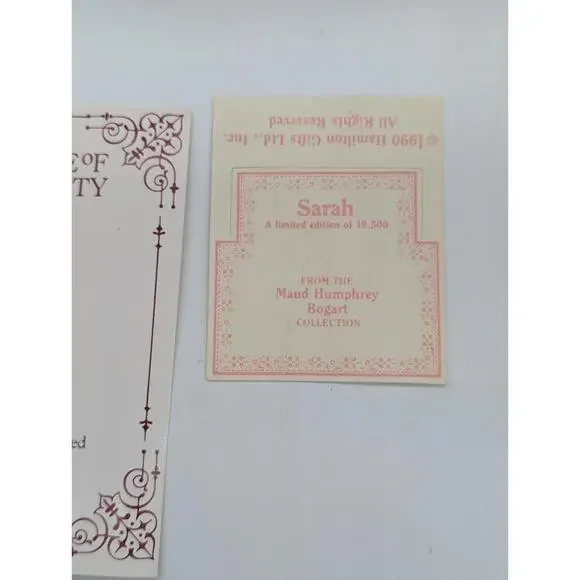 E OF
TY
ed
© 1990 Hamilton Gifts Ltd., Inc.
All Rights Reserved
Sarah
A limited edition of 19,500
FROM THE
Maud Humphrey
Bogart
COLLECTION